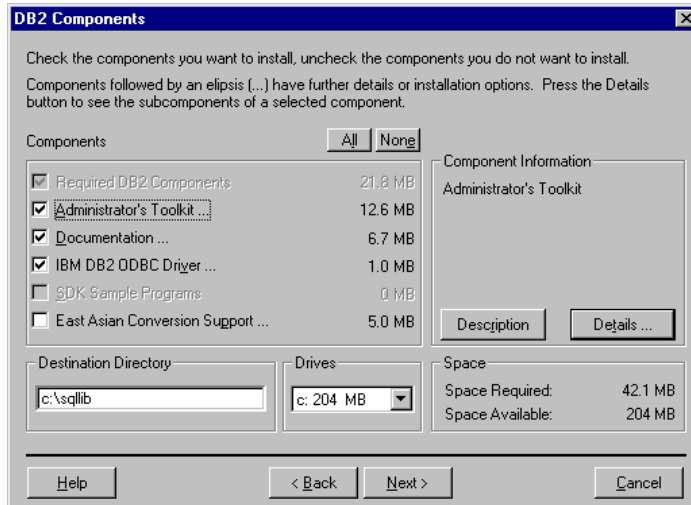 DB2 Components
Check the components you want to install, uncheck the components you do not want to install.
Components followed by an elipsis (...) have further details or installation options. Press the Details
button to see the subcomponents of a selected component.
Components
All
None
Required DB2 Components 21.8 MB
Administrator's Toolkit ... 12.6 MB
Documentation ... 6.7 MB
IBM DB2 ODBC Driver ... 1.0 MB
SDK Sample Programs 0 MB
East Asian Conversion Support ... 5.0 MB
Component Information
Administrator's Toolkit
Description
Details ...
Destination Directory
c:\sqllib
Drives
c: 204 MB
Space
Space Required: 42.1 MB
Space Available: 204 MB
Help
< Back
Next >
Cancel